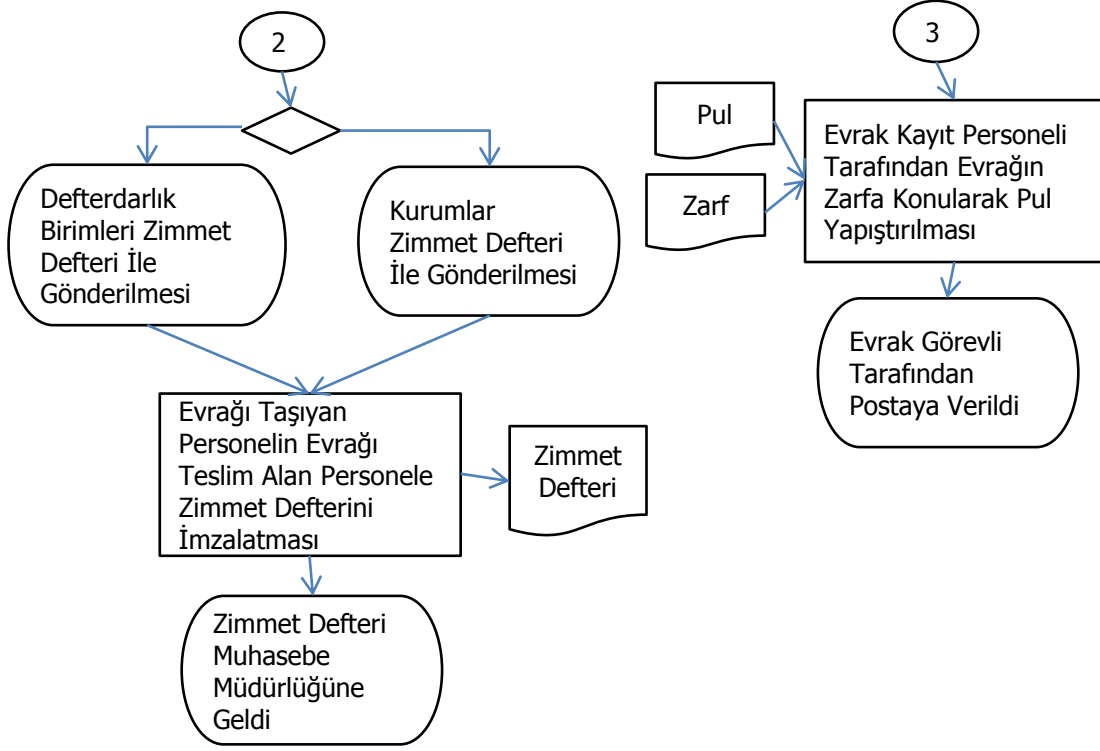 2
Defterdarlık
Birimleri Zimmet
Defteri İle
Gönderilmesi
Kurumlar
Zimmet Defteri
İle Gönderilmesi
Evrağı Taşıyan
Personelin Evrağı
Teslim Alan Personele
Zimmet Defterini
İmzalatması
Zimmet
Defteri
Zimmet Defteri
Muhasebe
Müdürlüğüne
Geldi
3
Pul
Zarf
Evrak Kayıt Personeli
Tarafından Evrağın
Zarfa Konularak Pul
Yapıştırılması
Evrak Görevli
Tarafından
Postaya Verildi